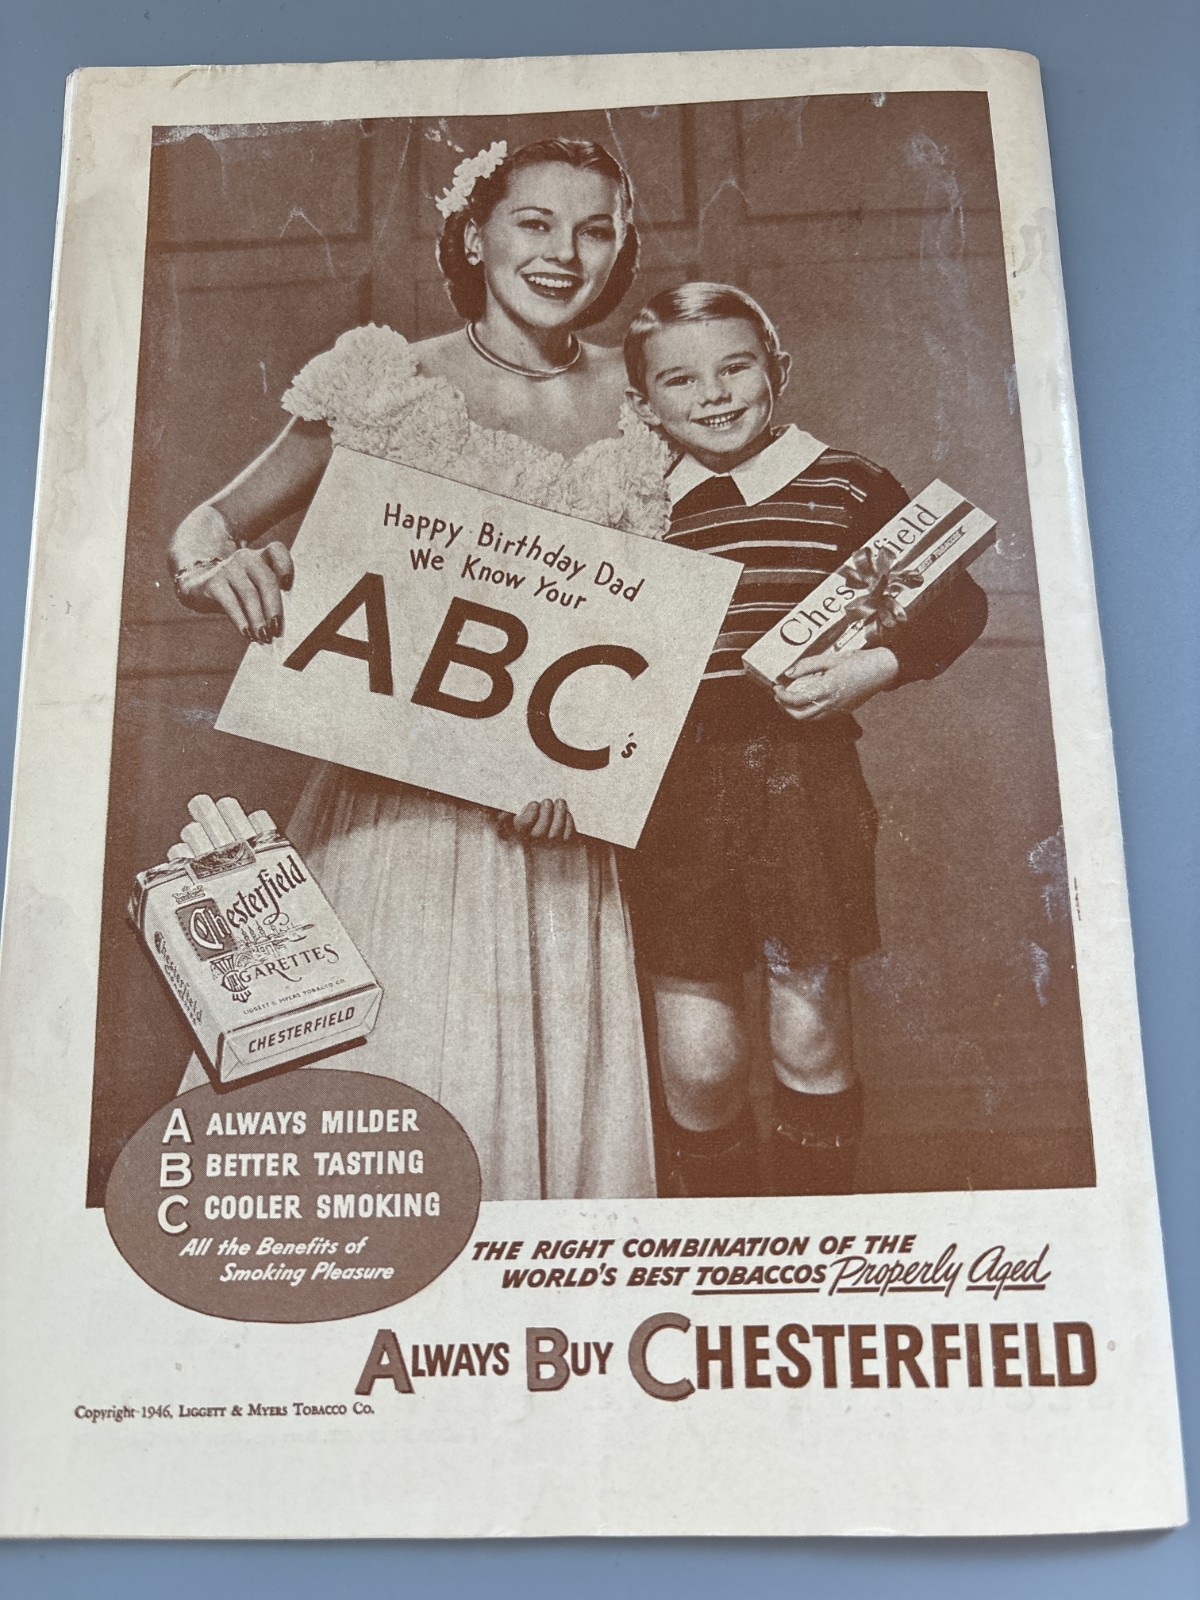 Happy Birthday Dad
We Know Your
ABC's
Chesterfield
Chesterfield
CIGARETTES
LIGGETT & MYERS TOBACCO CO.
CHESTERFIELD
Chesterfield
A ALWAYS MILDER
B BETTER TASTING
C COOLER SMOKING
All the Benefits of
Smoking Pleasure
THE RIGHT COMBINATION OF THE
WORLD'S BEST TOBACCOS Properly Aged
ALWAYS BUY CHESTERFIELD
Copyright 1946, LIGGETT & MYERS TOBACCO CO.